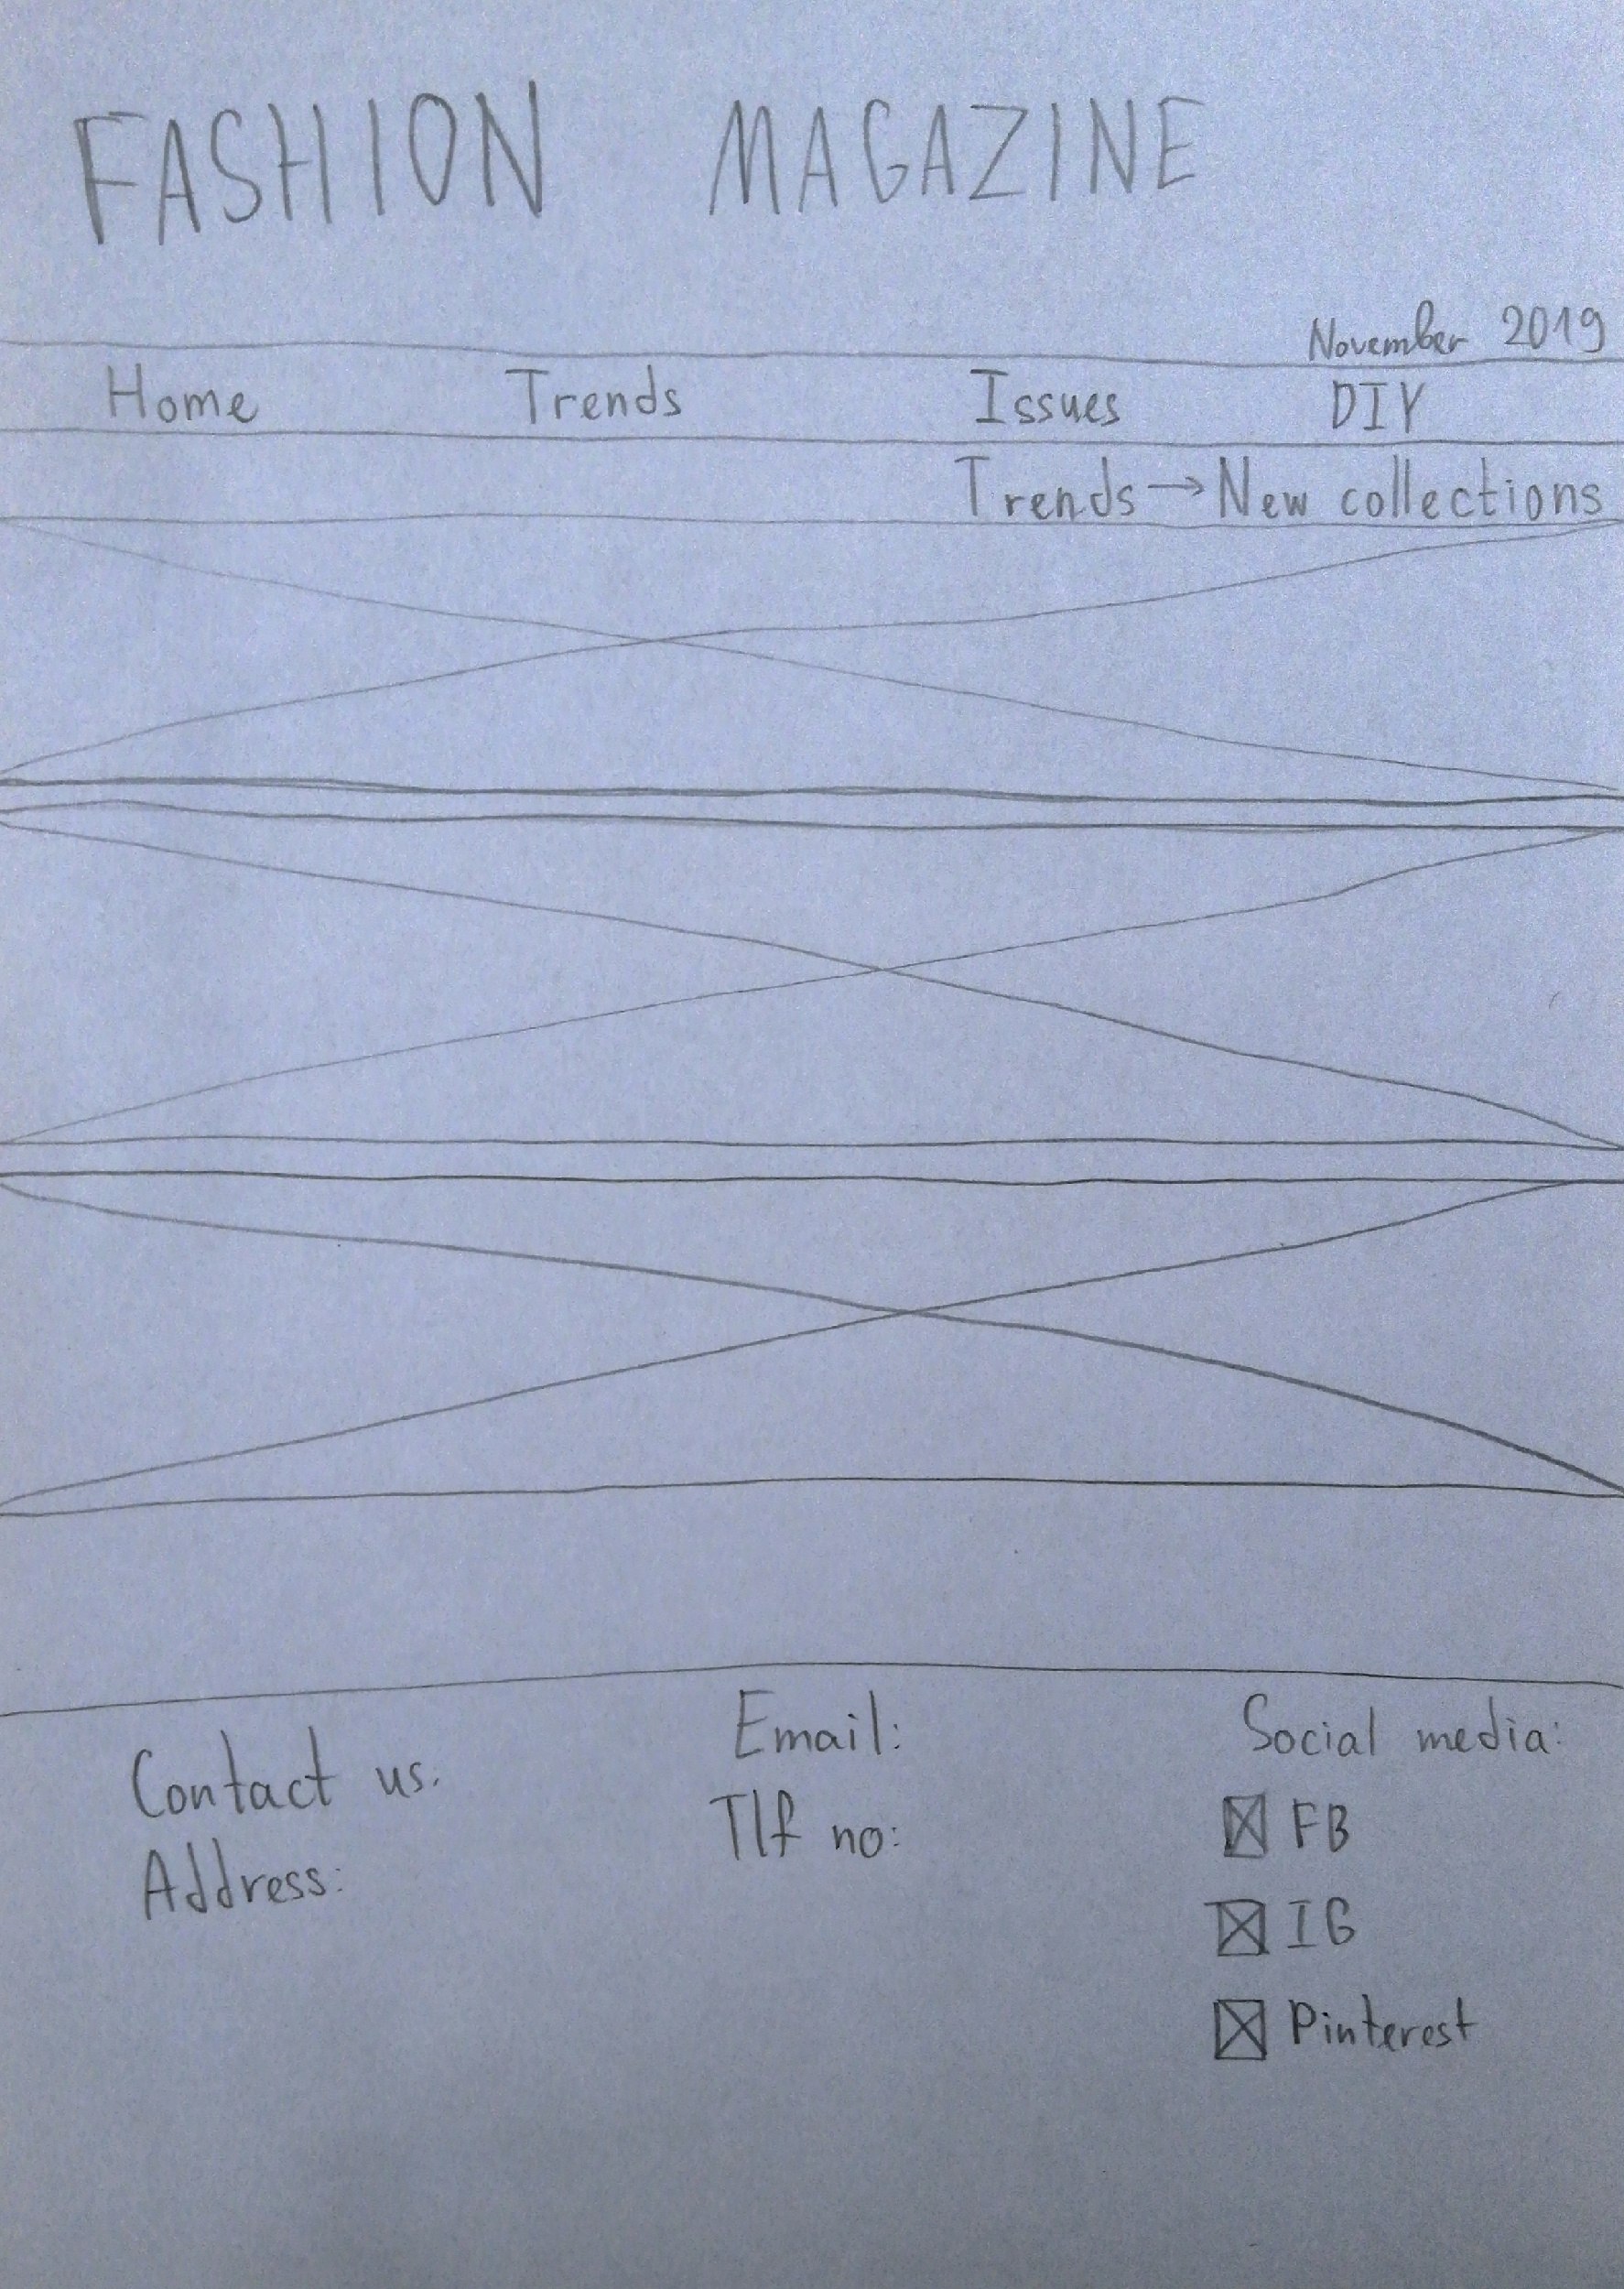 FASHION MAGAZINE
November 2019
Home Trends Issues DIY
Trends → New collections
Contact us.
Address:
Email:
Tlf no:
Social media:
FB
IG
Pinterest